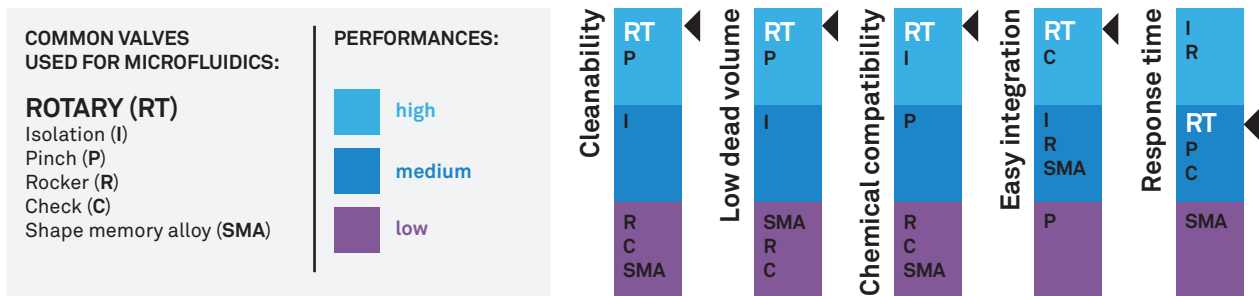 COMMON VALVES
USED FOR MICROFLUIDICS:
ROTARY (RT)
Isolation (I)
Pinch (P)
Rocker (R)
Check (C)
Shape memory alloy (SMA)
PERFORMANCES:
high
medium
low
Cleanability
RT
P
I
R
C
SMA
Low dead volume
RT
P
I
SMA
R
C
Chemical compatibility
RT
I
P
R
C
SMA
Easy integration
RT
C
I
R
SMA
P
Response time
I
R
RT
P
C
SMA